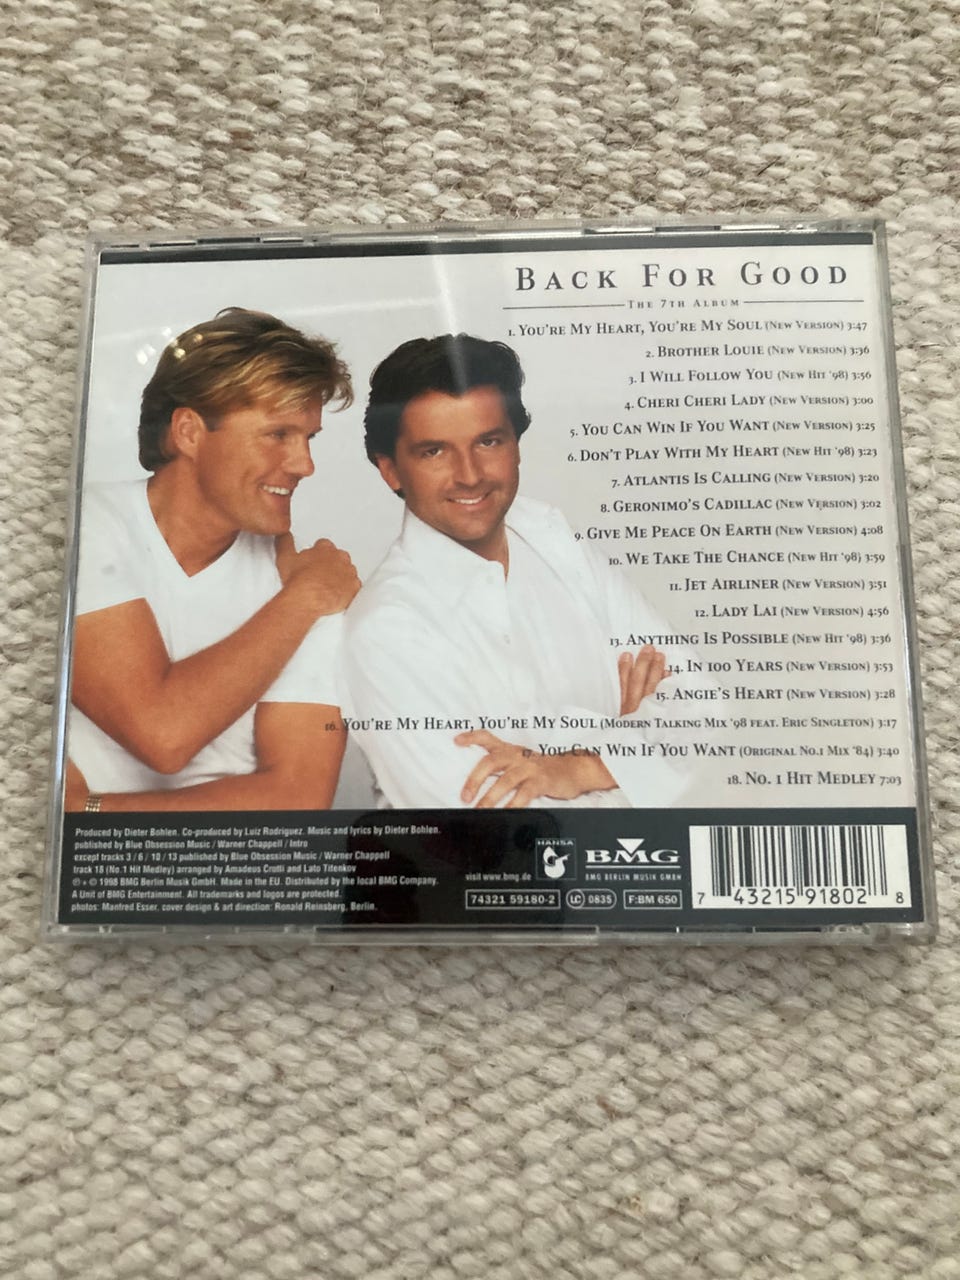 BACK FOR GOOD
THE 7TH ALBUM
1. YOU'RE MY HEART, YOU'RE MY SOUL (NEW VERSION) 3:47
2. BROTHER LOUIE (NEW VERSION) 3:36
3. I WILL FOLLOW YOU (NEW HIT '98) 3:56
4. CHERI CHERI LADY (NEW VERSION) 3:00
5. YOU CAN WIN IF YOU WANT (NEW VERSION) 3:25
6. DON'T PLAY WITH MY HEART (NEW HIT '98) 3:23
7. ATLANTIS IS CALLING (NEW VERSION) 3:20
8. GERONIMO'S CADILLAC (NEW VERSION) 3:02
9. GIVE ME PEACE ON EARTH (NEW VERSION) 4:08
10. WE TAKE THE CHANCE (NEW HIT '98) 3:59
11. JET AIRLINER (NEW VERSION) 3:51
12. LADY LAI (NEW VERSION) 4:56
13. ANYTHING IS POSSIBLE (NEW HIT '98) 3:36
14. IN 100 YEARS (NEW VERSION) 3:53
15. ANGIE'S HEART (NEW VERSION) 3:28
16. YOU'RE MY HEART, YOU'RE MY SOUL (MODERN TALKING MIX '98 FEAT. ERIC SINGLETON) 3:17
17. YOU CAN WIN IF YOU WANT (ORIGINAL NO.1 MIX '84) 3:40
18. NO. 1 HIT MEDLEY 7:03
Produced by Dieter Bohlen. Co-produced by Luiz Rodriguez. Music and lyrics by Dieter Bohlen.
published by Blue Obsession Music / Warner Chappell / Intro
except tracks 3 / 6 / 10 / 13 published by Blue Obsession Music / Warner Chappell
track 18 (No.1 Hit Medley) arranged by Amadeus Crotti and Lato Titenkov
℗ + © 1998 BMG Berlin Musik GmbH. Made in the EU. Distributed by the local BMG Company.
A Unit of BMG Entertainment. All trademarks and logos are protected.
photos: Manfred Esser, cover design & art direction: Ronald Reinsberg, Berlin.
visit www.bmg.de
HANSA
BMG
BMG BERLIN MUSIK GMBH
74321 59180-2
LC 0835
F:BM 650
7 43215 91802 8